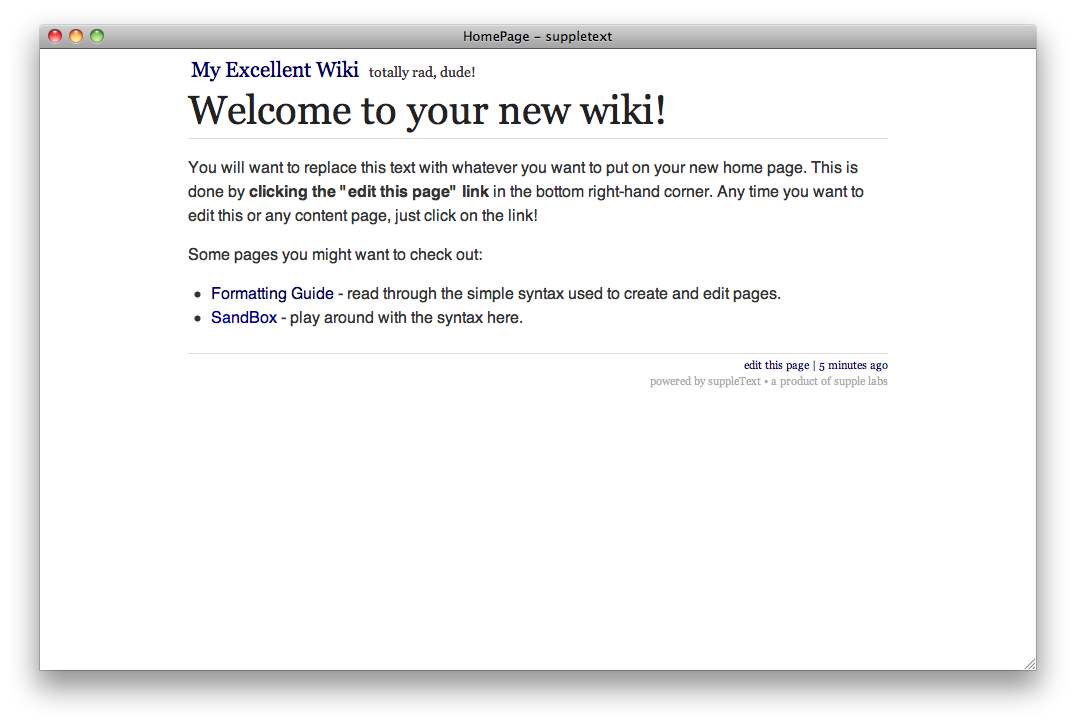 HomePage – suppletext
My Excellent Wiki totally rad, dude!
Welcome to your new wiki!
You will want to replace this text with whatever you want to put on your new home page. This is
done by clicking the "edit this page" link in the bottom right-hand corner. Any time you want to
edit this or any content page, just click on the link!
Some pages you might want to check out:
• Formatting Guide - read through the simple syntax used to create and edit pages.
• SandBox - play around with the syntax here.
edit this page | 5 minutes ago
powered by suppleText • a product of supple labs